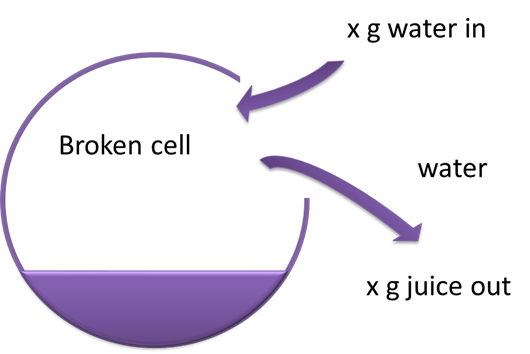 x g water in
Broken cell
water
x g juice out